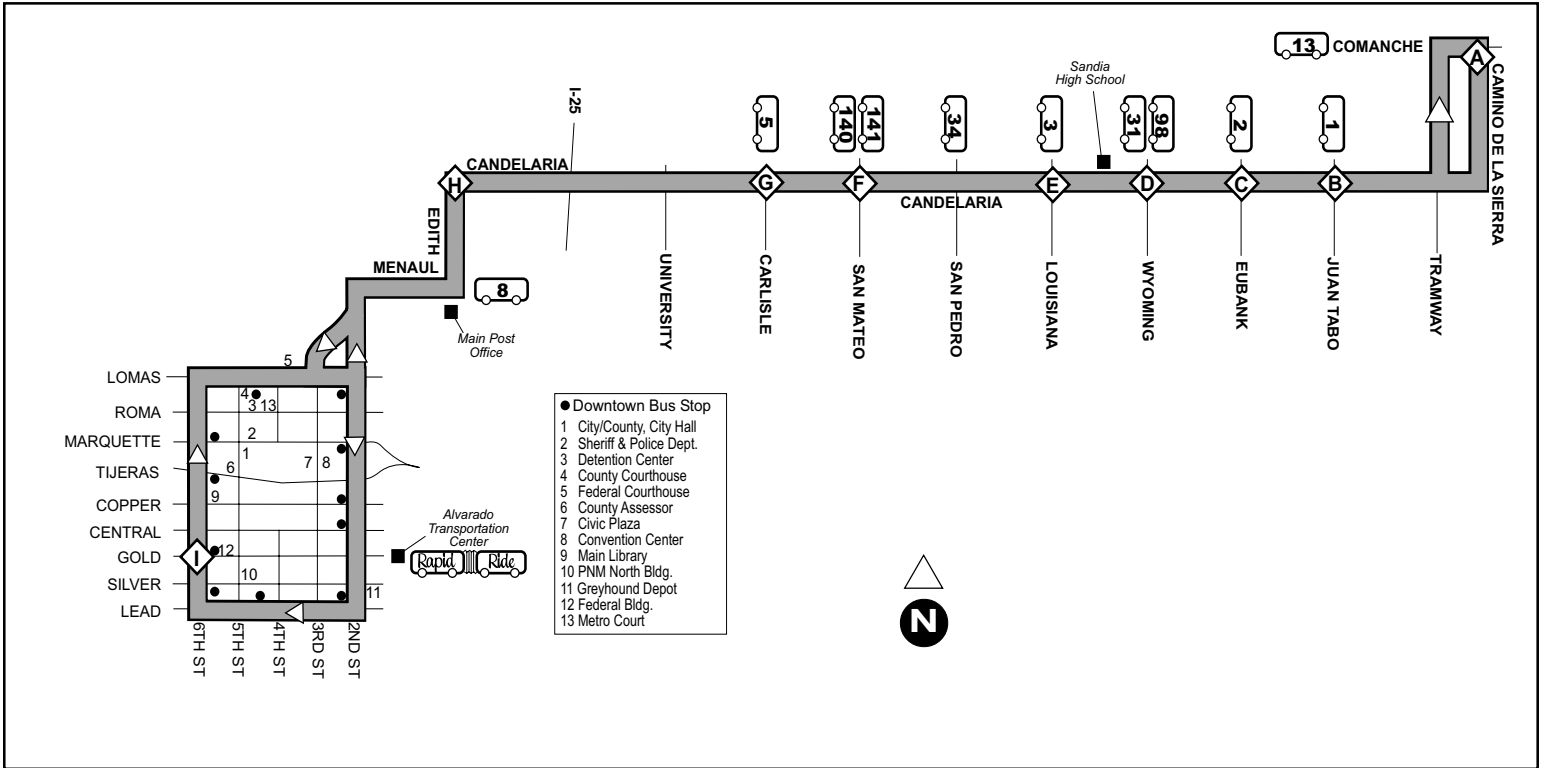 13 COMANCHE
A
CAMINO DE LA SIERRA
Sandia
High School
I-25
5
140
141
34
3
31
98
2
1
CANDELARIA
H
G
F
E
D
C
B
CANDELARIA
EDITH
MENAUL
8
Main Post
Office
UNIVERSITY
CARLISLE
SAN MATEO
SAN PEDRO
LOUISIANA
WYOMING
EUBANK
JUAN TABO
TRAMWAY
5
LOMAS
4
3 13
ROMA
MARQUETTE
2
1
TIJERAS
6
7
8
COPPER
9
CENTRAL
GOLD
I
12
SILVER
10
11
LEAD
6TH ST
5TH ST
4TH ST
3RD ST
2ND ST
Alvarado
Transportation
Center
Rapid Ride
Downtown Bus Stop
1 City/County, City Hall
2 Sheriff & Police Dept.
3 Detention Center
4 County Courthouse
5 Federal Courthouse
6 County Assessor
7 Civic Plaza
8 Convention Center
9 Main Library
10 PNM North Bldg.
11 Greyhound Depot
12 Federal Bldg.
13 Metro Court
N